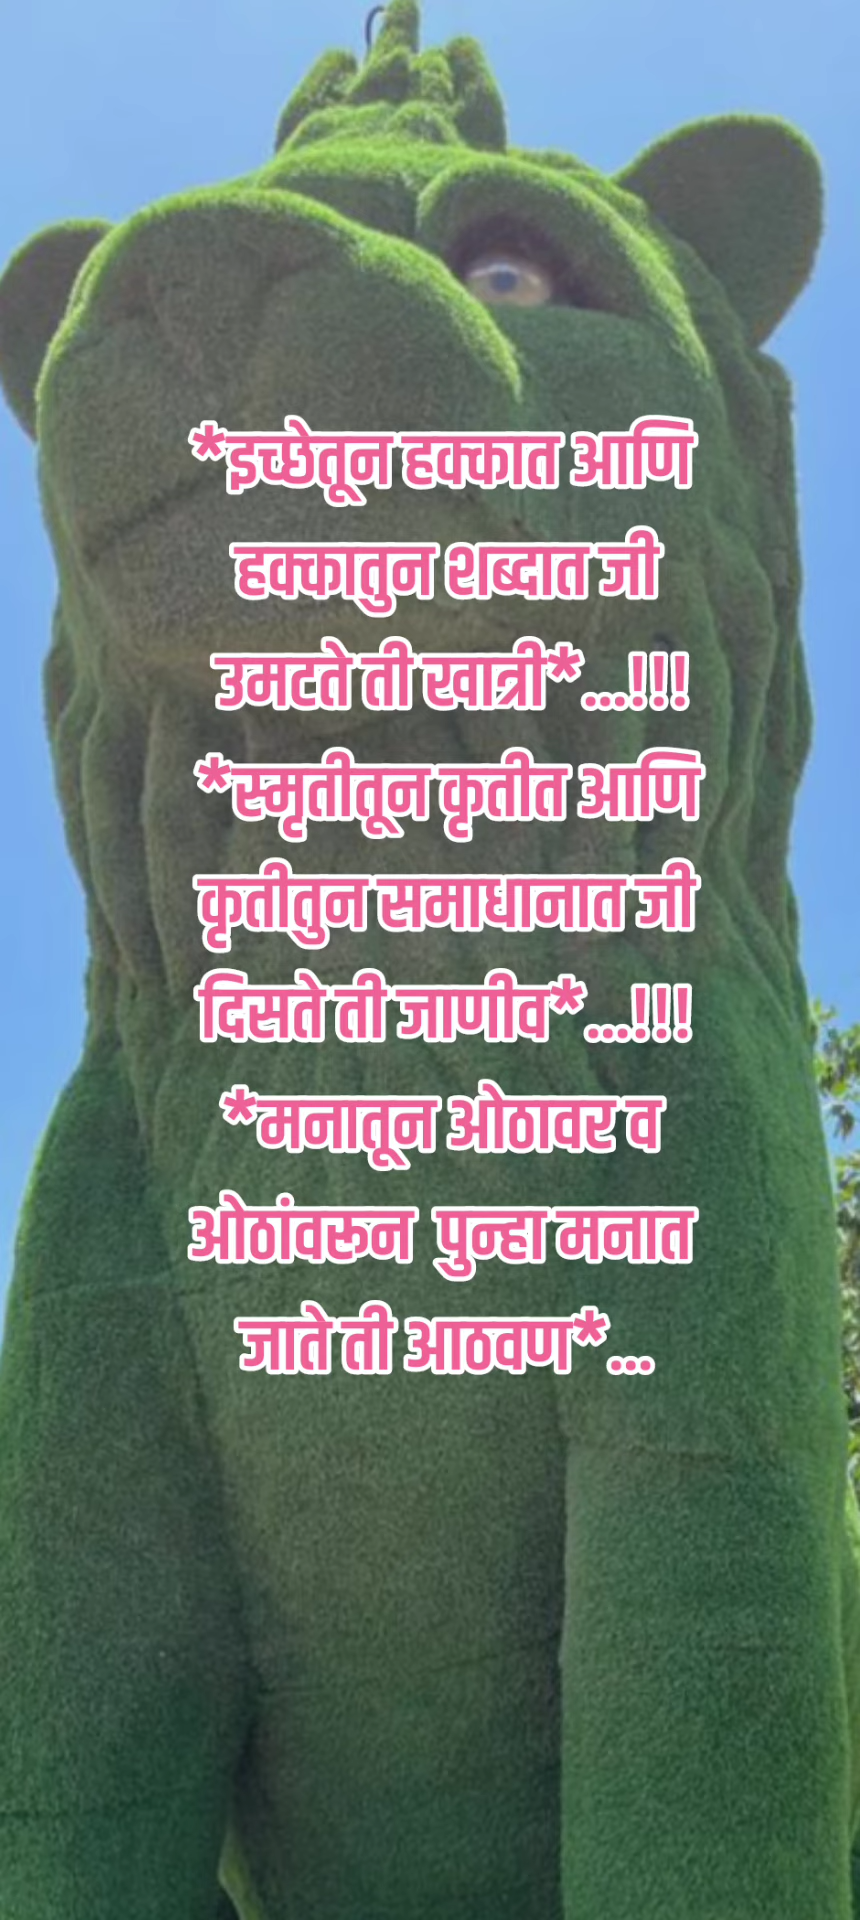 *इच्छेतून हक्कात आणि
हक्कातुन शब्दात जी
उमटते ती खात्री*...!!!
*स्मृतीतून कृतीत आणि
कृतीतुन समाधानात जी
दिसते ती जाणीव*...!!!
*मनातून ओठावर व
ओठांवरून  पुन्हा मनात
जाते ती आठवण*...